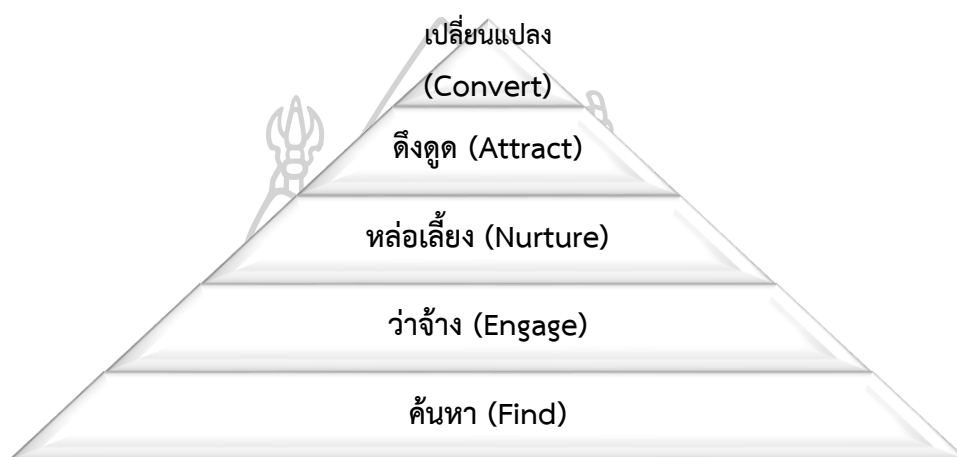 เปลี่ยนแปลง
(Convert)
ดึงดูด (Attract)
หล่อเลี้ยง (Nurture)
ว่าจ้าง (Engage)
ค้นหา (Find)